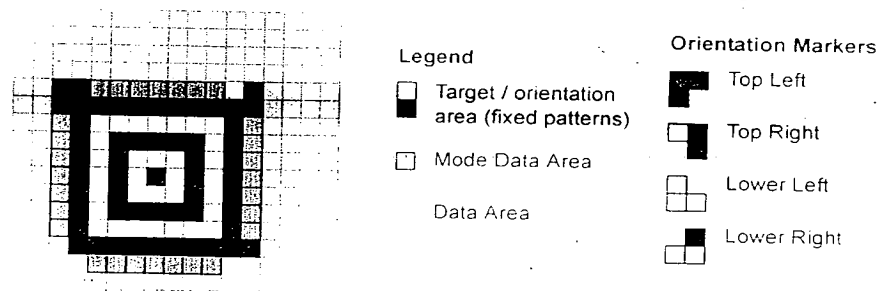 Legend
Target / orientation
area (fixed patterns)
Mode Data Area
Data Area
Orientation Markers
Top Left
Top Right
Lower Left
Lower Right